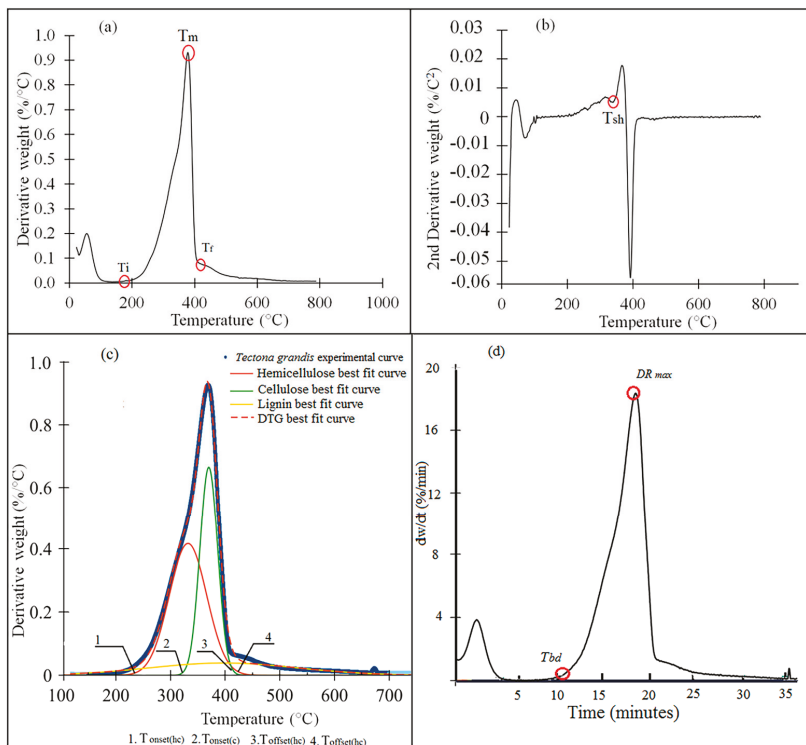 (a)
Tm
Tf
Ti
Derivative weight (%/°C)
1.0
0.9
0.8
0.7
0.6
0.5
0.4
0.3
0.2
0.1
0.0
0 200 400 600 800 1000
Temperature (°C)
(b)
Tsh
2nd Derivative weight (%/C²)
0.03
0.02
0.01
0
-0.01
-0.02
-0.03
-0.04
-0.05
-0.06
0 200 400 600 800
Temperature (°C)
(c)
Tectona grandis experimental curve
Hemicellulose best fit curve
Cellulose best fit curve
Lignin best fit curve
DTG best fit curve
Derivative weight (%/°C)
1.0
0.8
0.6
0.4
0.2
0
1 2 3 4
100 200 300 400 500 600 700
Temperature (°C)
1. Tonset(hc) 2.Tonset(c) 3.Toffset(hc) 4. Toffset(hc)
(d)
DR max
Tbd
dw/dt (%/min)
20
16
12
8
4
5 10 15 20 25 30 35
Time (minutes)